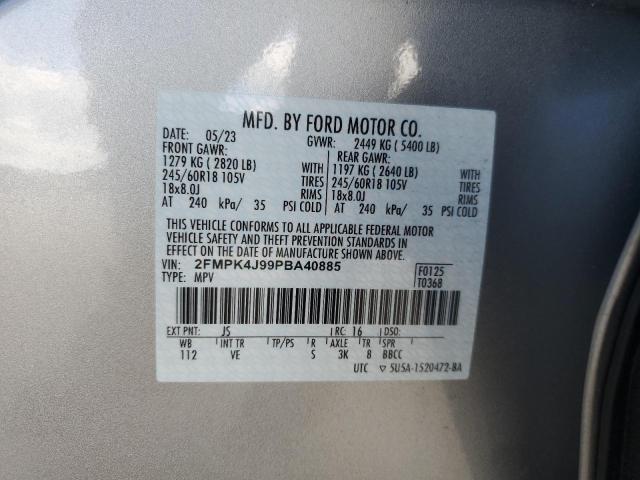 MFD. BY FORD MOTOR CO.
DATE: 05/23 GVWR: 2449 KG ( 5400 LB)
FRONT GAWR: REAR GAWR:
1279 KG ( 2820 LB) WITH 1197 KG ( 2640 LB) WITH
245/60R18 105V TIRES 245/60R18 105V TIRES
18x8.0J RIMS 18x8.0J RIMS
AT 240 kPa/ 35 PSI COLD AT 240 kPa/ 35 PSI COLD
THIS VEHICLE CONFORMS TO ALL APPLICABLE FEDERAL MOTOR
VEHICLE SAFETY AND THEFT PREVENTION STANDARDS IN
EFFECT ON THE DATE OF MANUFACTURE SHOWN ABOVE.
VIN: 2FMPK4J99PBA40885 F0125
TYPE: MPV T0368
EXT PNT: JS RC: 16 DSO:
WB INT TR TP/PS R AXLE TR SPR
112 VE S 3K 8 BBCC
UTC ▽ 5U5A-1520472-BA